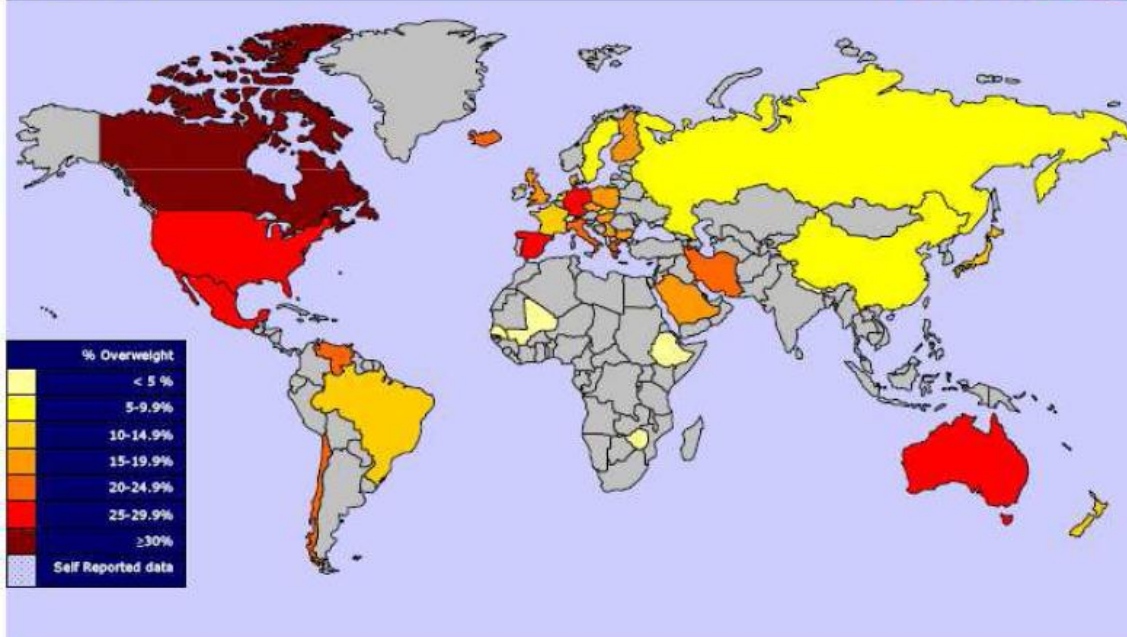 % Overweight
< 5 %
5-9.9%
10-14.9%
15-19.9%
20-24.9%
25-29.9%
≥30%
Self Reported data